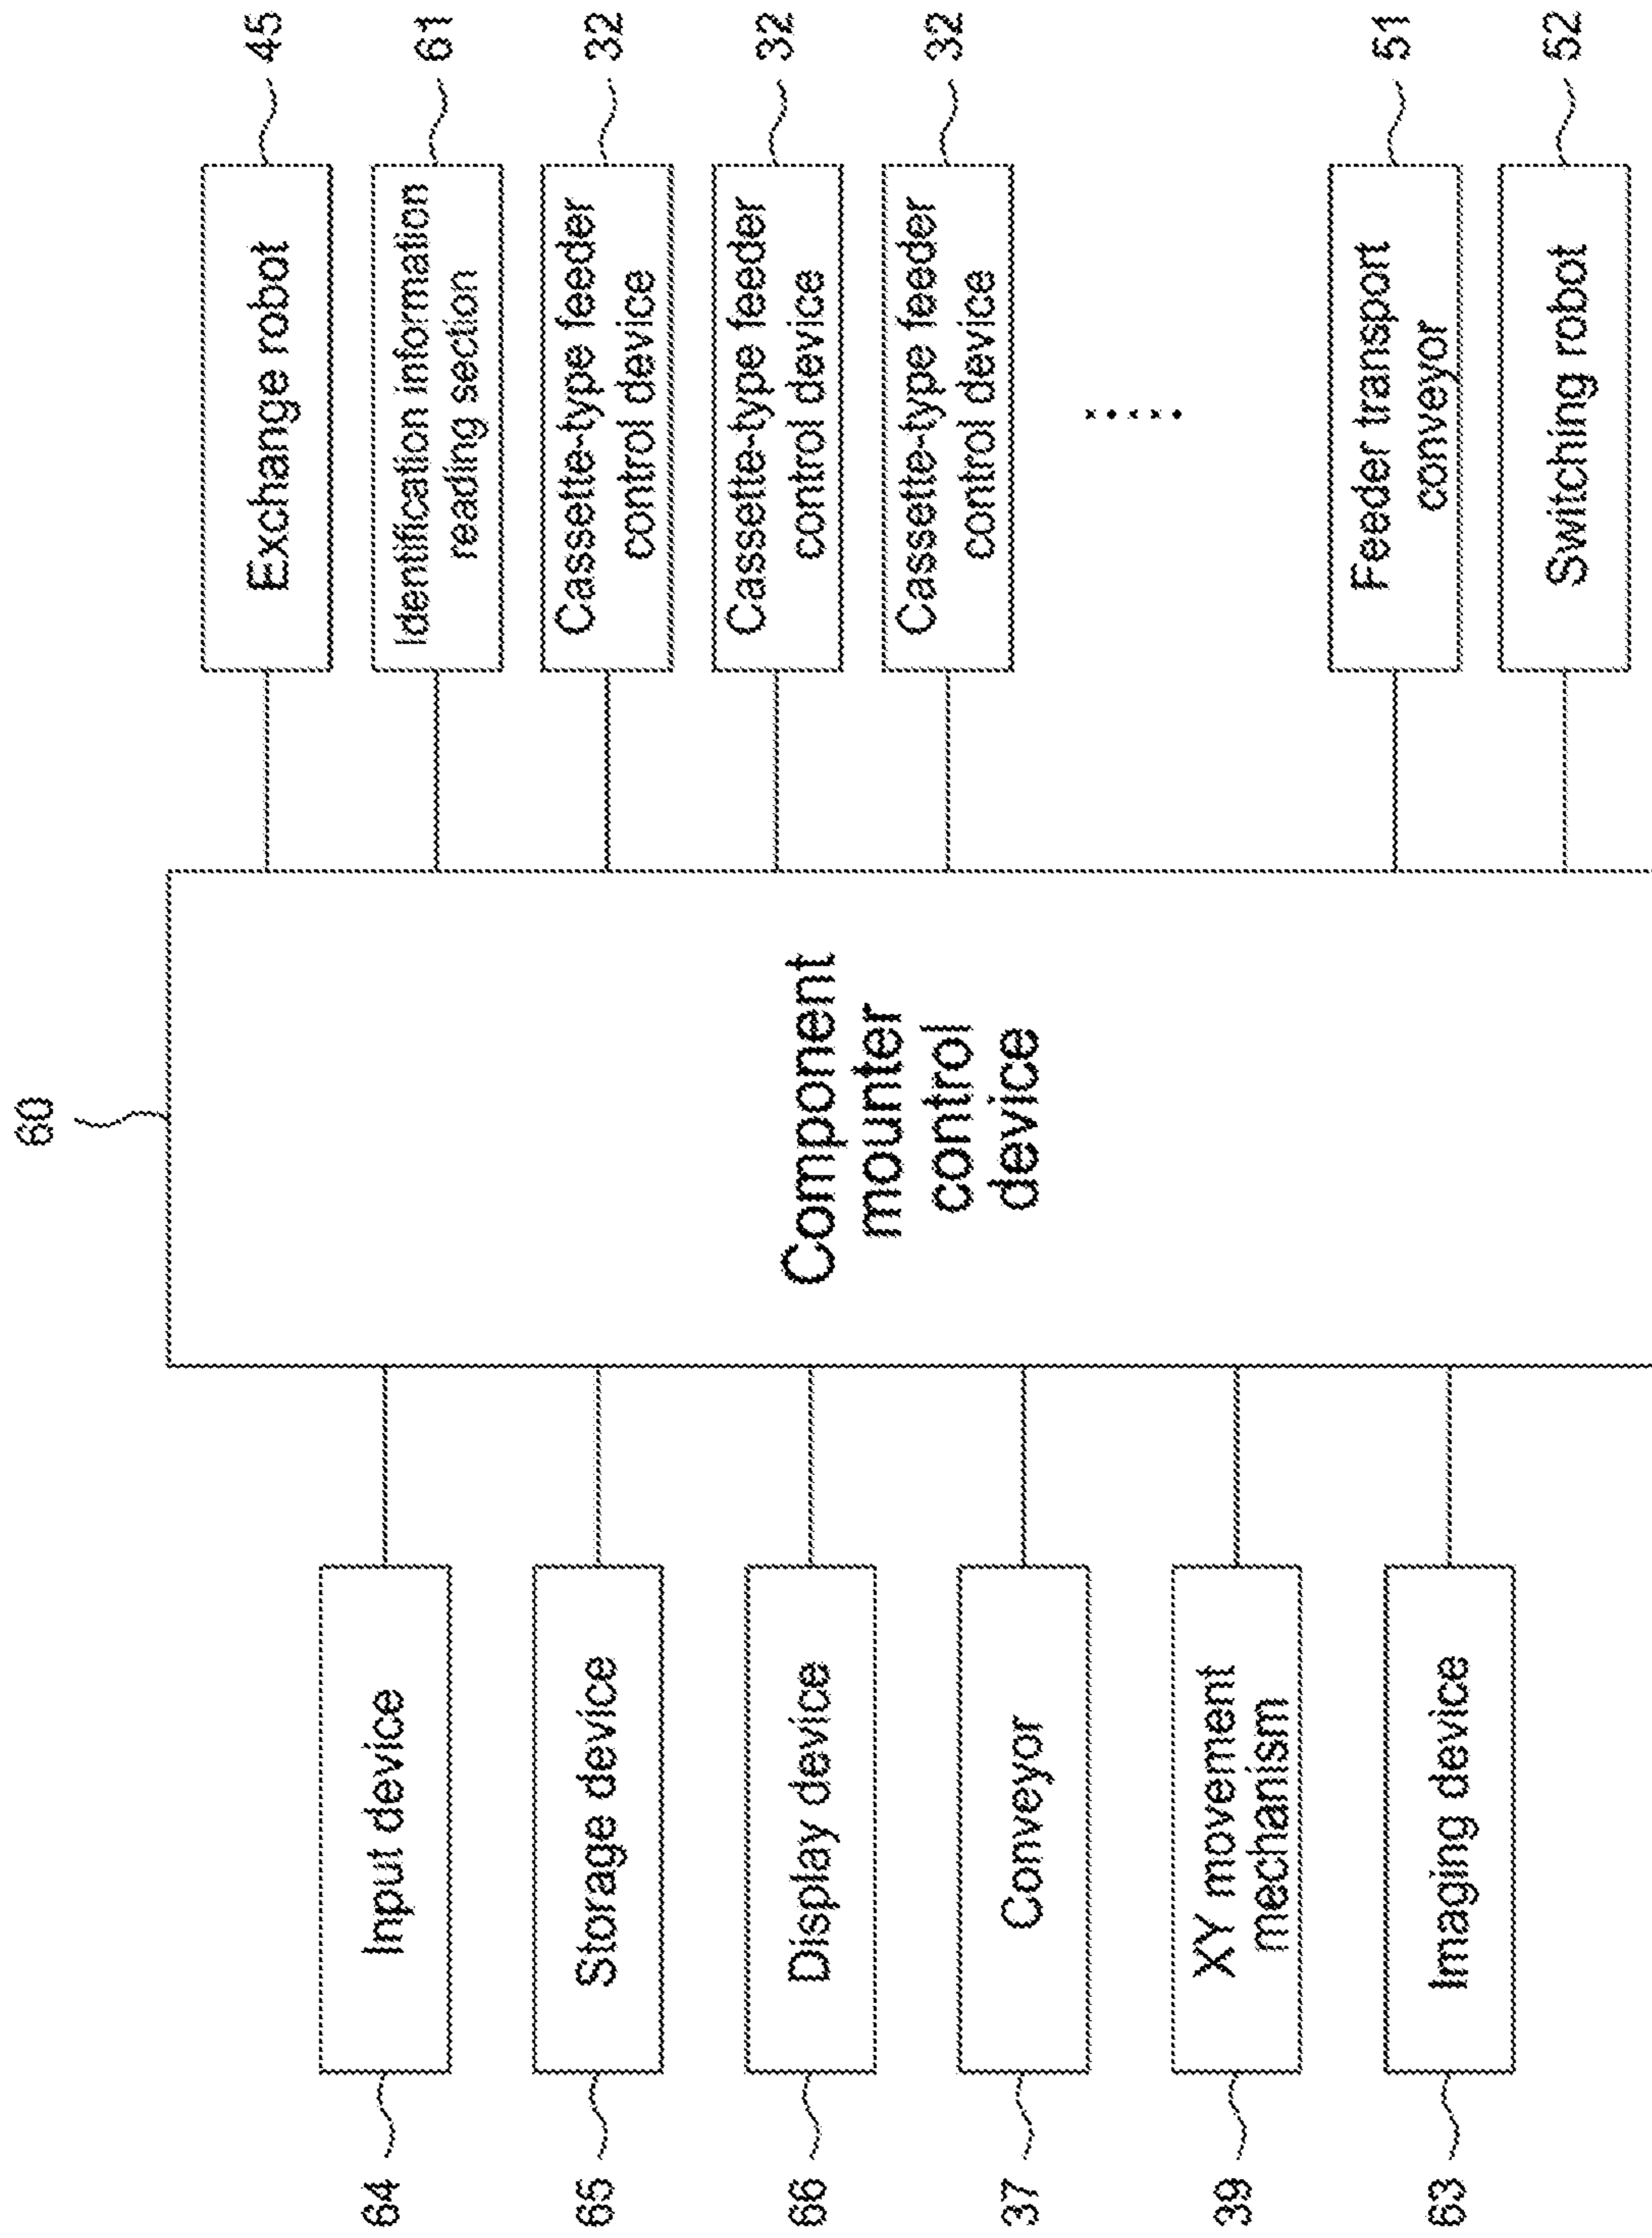 60
64
Input device
65
Storage device
66
Display device
37
Conveyor
39
XY movement
mechanism
63
Imaging device
Component
mounter
control
device
Exchange robot
45
Identification information
reading section
61
Cassette-type feeder
control device
32
Cassette-type feeder
control device
32
Cassette-type feeder
control device
32
Feeder transport
conveyor
51
Switching robot
52